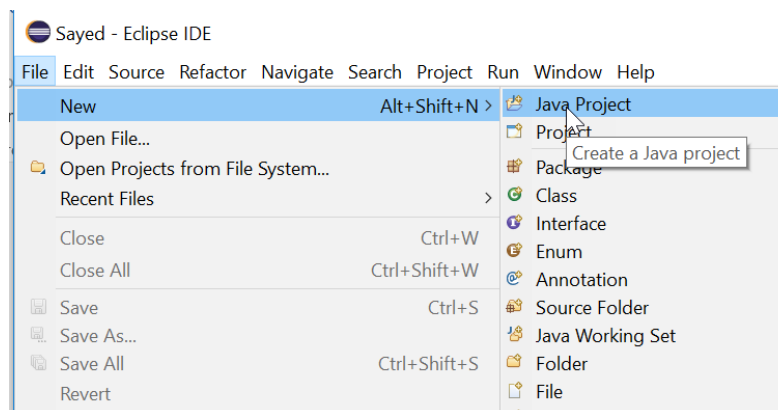 Sayed - Eclipse IDE
File Edit Source Refactor Navigate Search Project Run Window Help
New Alt+Shift+N >
Open File...
Open Projects from File System...
Recent Files >
Close Ctrl+W
Close All Ctrl+Shift+W
Save Ctrl+S
Save As...
Save All Ctrl+Shift+S
Revert
Java Project
Project
Create a Java project
Package
Class
Interface
Enum
Annotation
Source Folder
Java Working Set
Folder
File